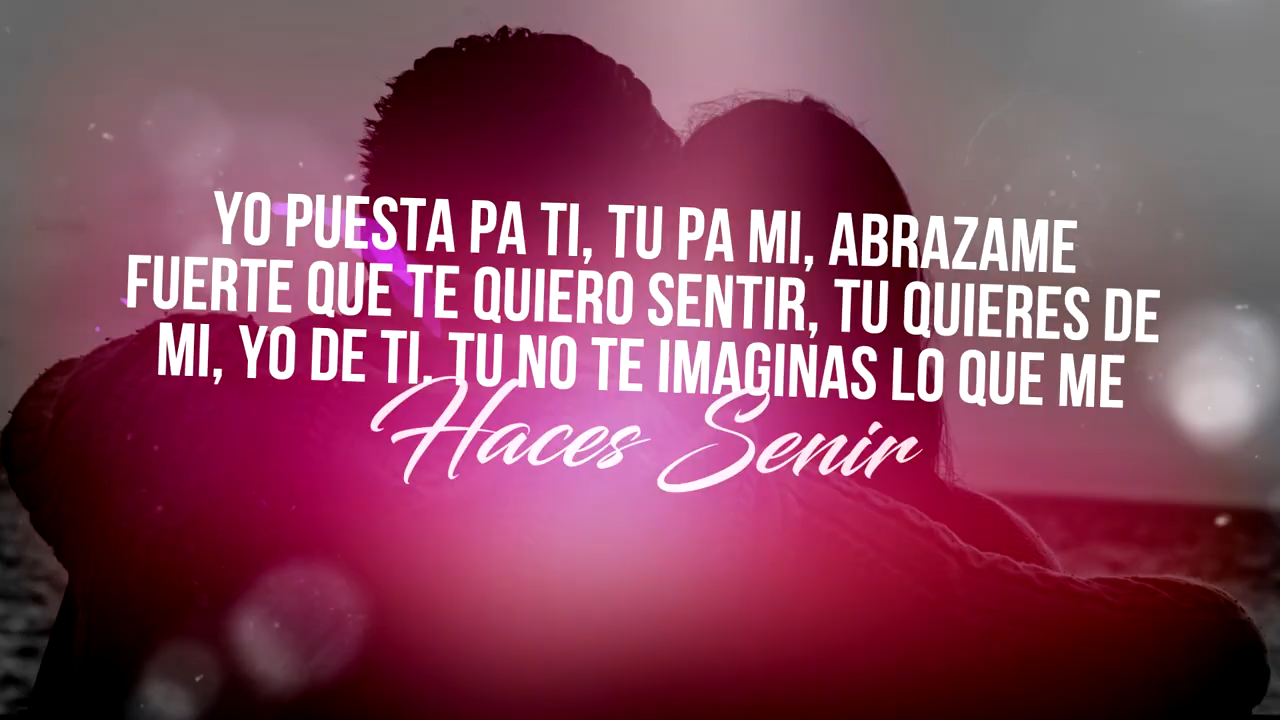 YO PUESTA PA TI, TU PA MI, ABRAZAME
FUERTE QUE TE QUIERO SENTIR, TU QUIERES DE
MI, YO DE TI, TU NO TE IMAGINAS LO QUE ME
Haces Senir